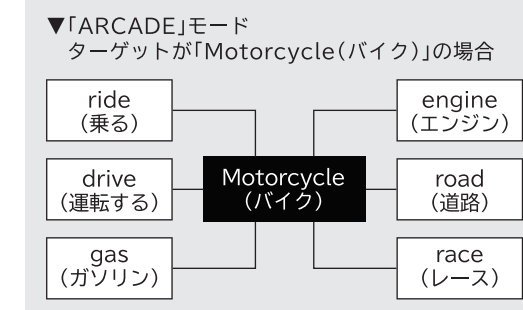 ▼「ARCADE」モード
ターゲットが「Motorcycle(バイク)」の場合
ride
(乗る)
drive
(運転する)
gas
(ガソリン)
Motorcycle
(バイク)
engine
(エンジン)
road
(道路)
race
(レース)